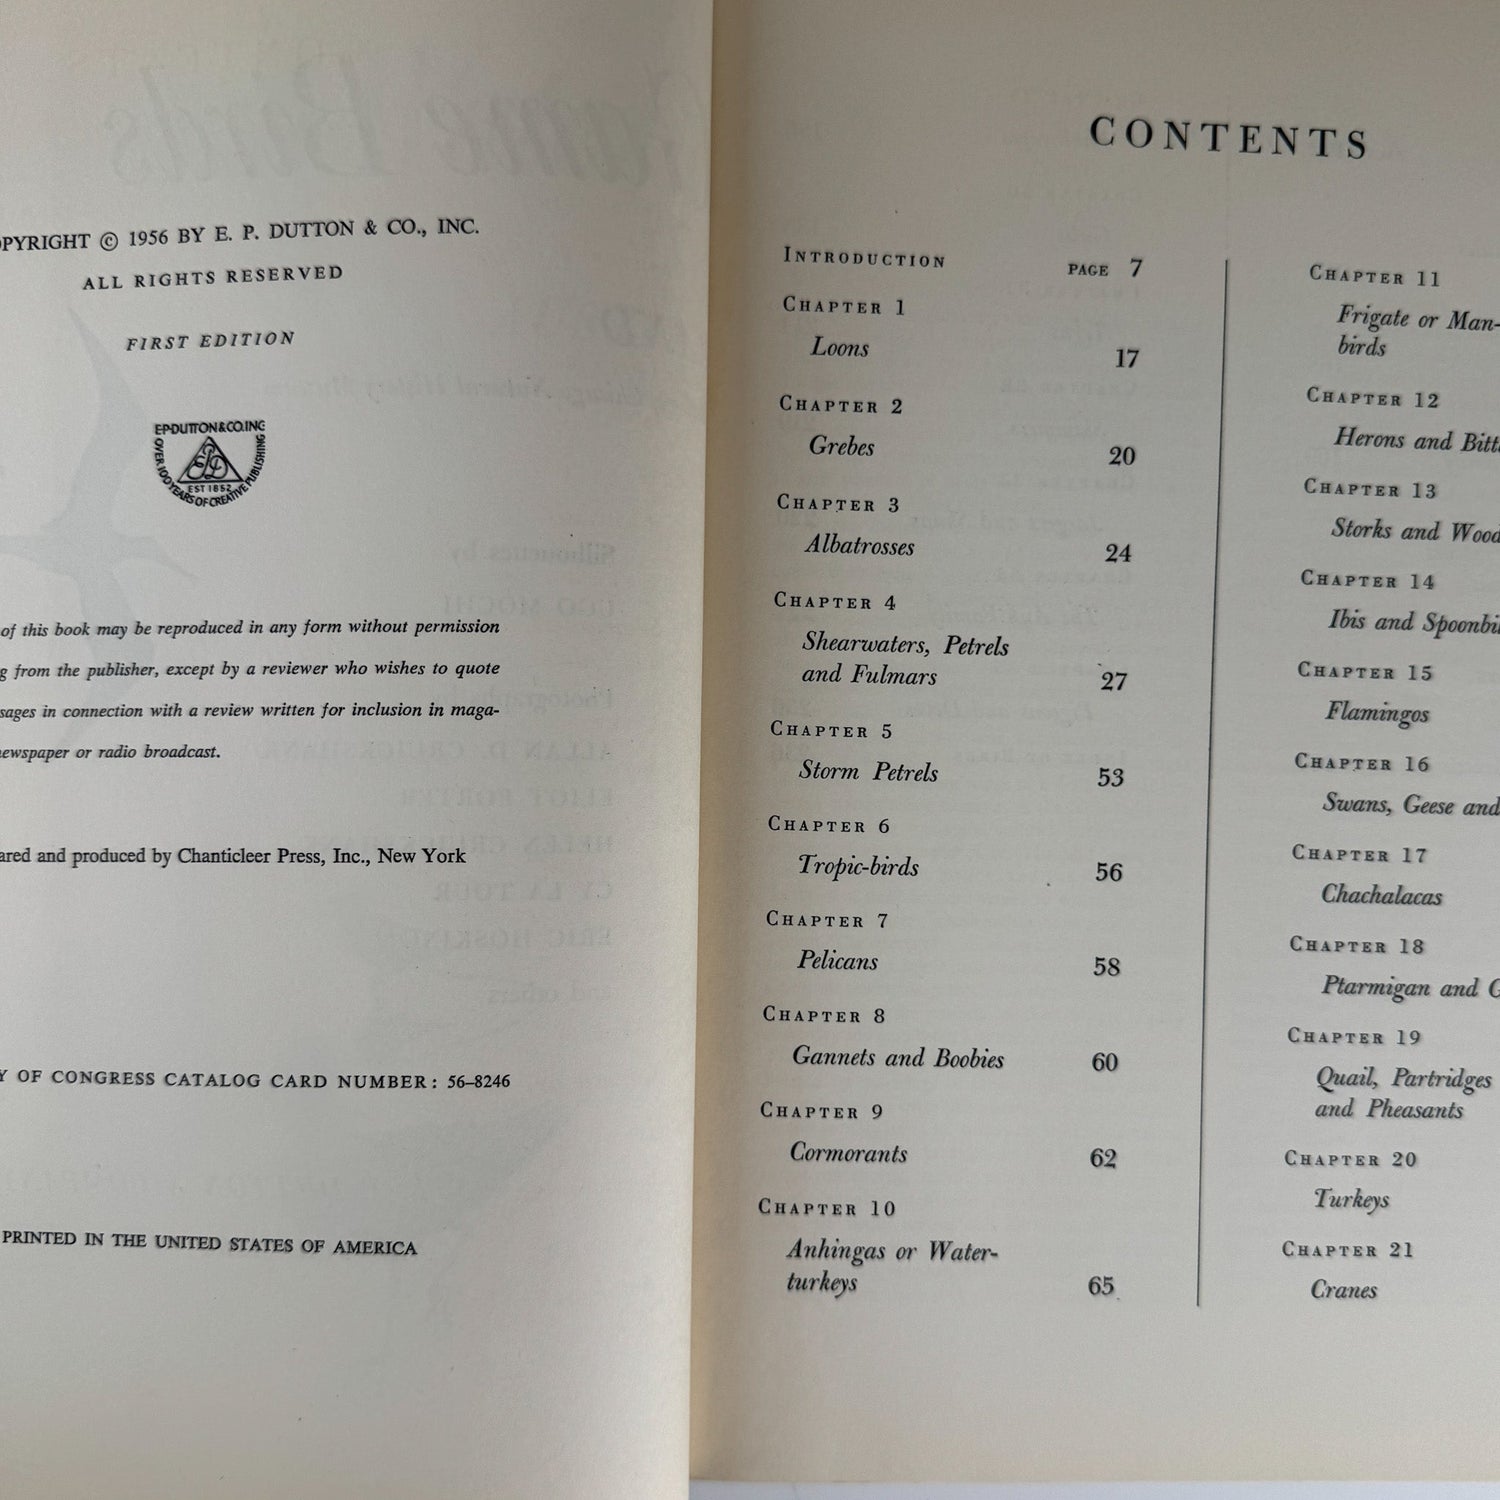 COPYRIGHT © 1956 BY E. P. DUTTON & CO., INC.
ALL RIGHTS RESERVED
FIRST EDITION
E·P·DUTTON&CO.INC
OVER 100 YEARS OF CREATIVE PUBLISHING
EPD
EST 1852
of this book may be reproduced in any form without permission
from the publisher, except by a reviewer who wishes to quote
sages in connection with a review written for inclusion in maga-
newspaper or radio broadcast.
ared and produced by Chanticleer Press, Inc., New York
Y OF CONGRESS CATALOG CARD NUMBER: 56–8246
PRINTED IN THE UNITED STATES OF AMERICA
CONTENTS
INTRODUCTION PAGE 7
CHAPTER 1
Loons 17
CHAPTER 2
Grebes 20
CHAPTER 3
Albatrosses 24
CHAPTER 4
Shearwaters, Petrels
and Fulmars 27
CHAPTER 5
Storm Petrels 53
CHAPTER 6
Tropic-birds 56
CHAPTER 7
Pelicans 58
CHAPTER 8
Gannets and Boobies 60
CHAPTER 9
Cormorants 62
CHAPTER 10
Anhingas or Water-
turkeys 65
CHAPTER 11
Frigate or Man-
birds
CHAPTER 12
Herons and Bitt
CHAPTER 13
Storks and Wood
CHAPTER 14
Ibis and Spoonbil
CHAPTER 15
Flamingos
CHAPTER 16
Swans, Geese and
CHAPTER 17
Chachalacas
CHAPTER 18
Ptarmigan and G
CHAPTER 19
Quail, Partridges
and Pheasants
CHAPTER 20
Turkeys
CHAPTER 21
Cranes